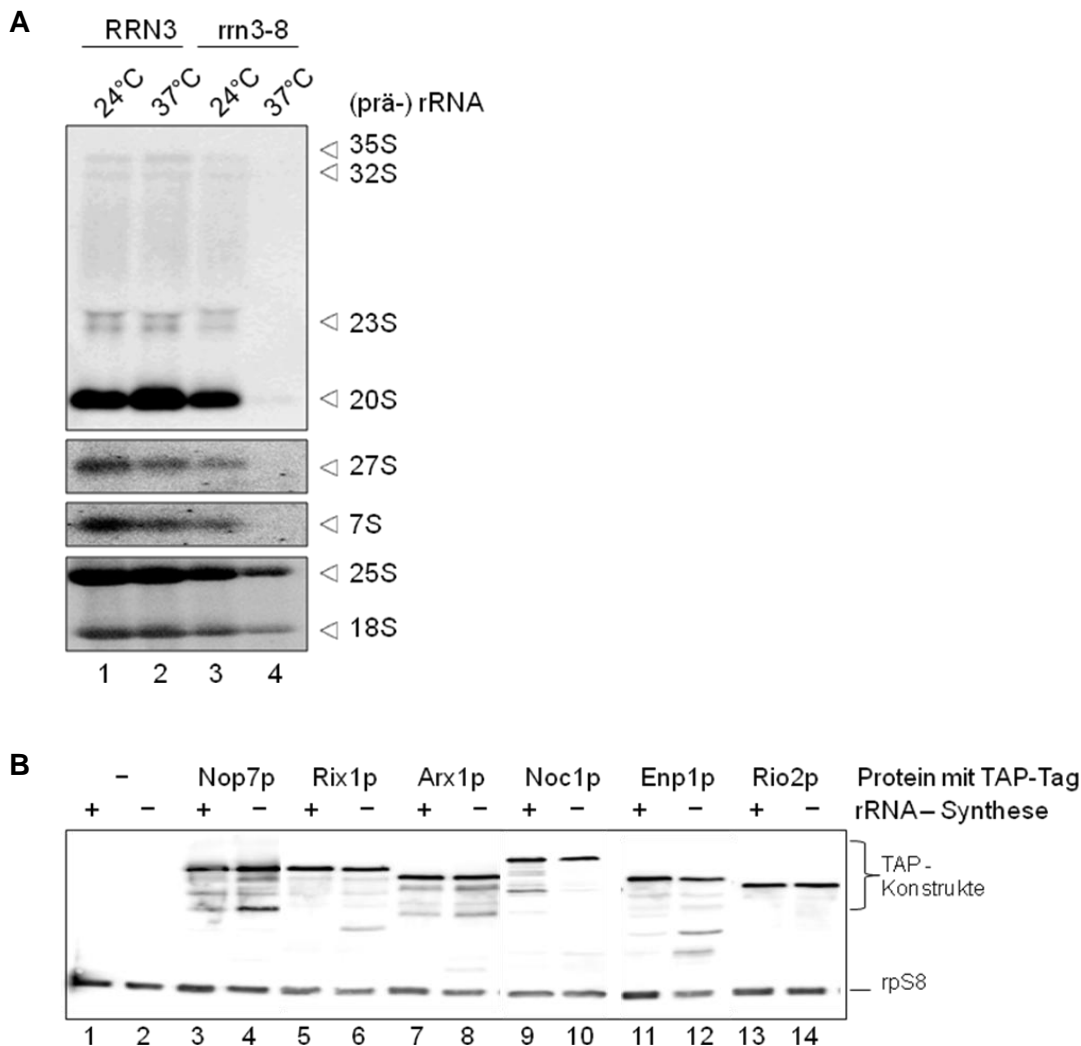 A
RRN3 rrn3-8
24°C 37°C 24°C 37°C
(prä-) rRNA
35S
32S
23S
20S
27S
7S
25S
18S
1 2 3 4
B
– Nop7p Rix1p Arx1p Noc1p Enp1p Rio2p Protein mit TAP-Tag
+ – + – + – + – + – + – + – rRNA – Synthese
TAP -
Konstrukte
rpS8
1 2 3 4 5 6 7 8 9 10 11 12 13 14